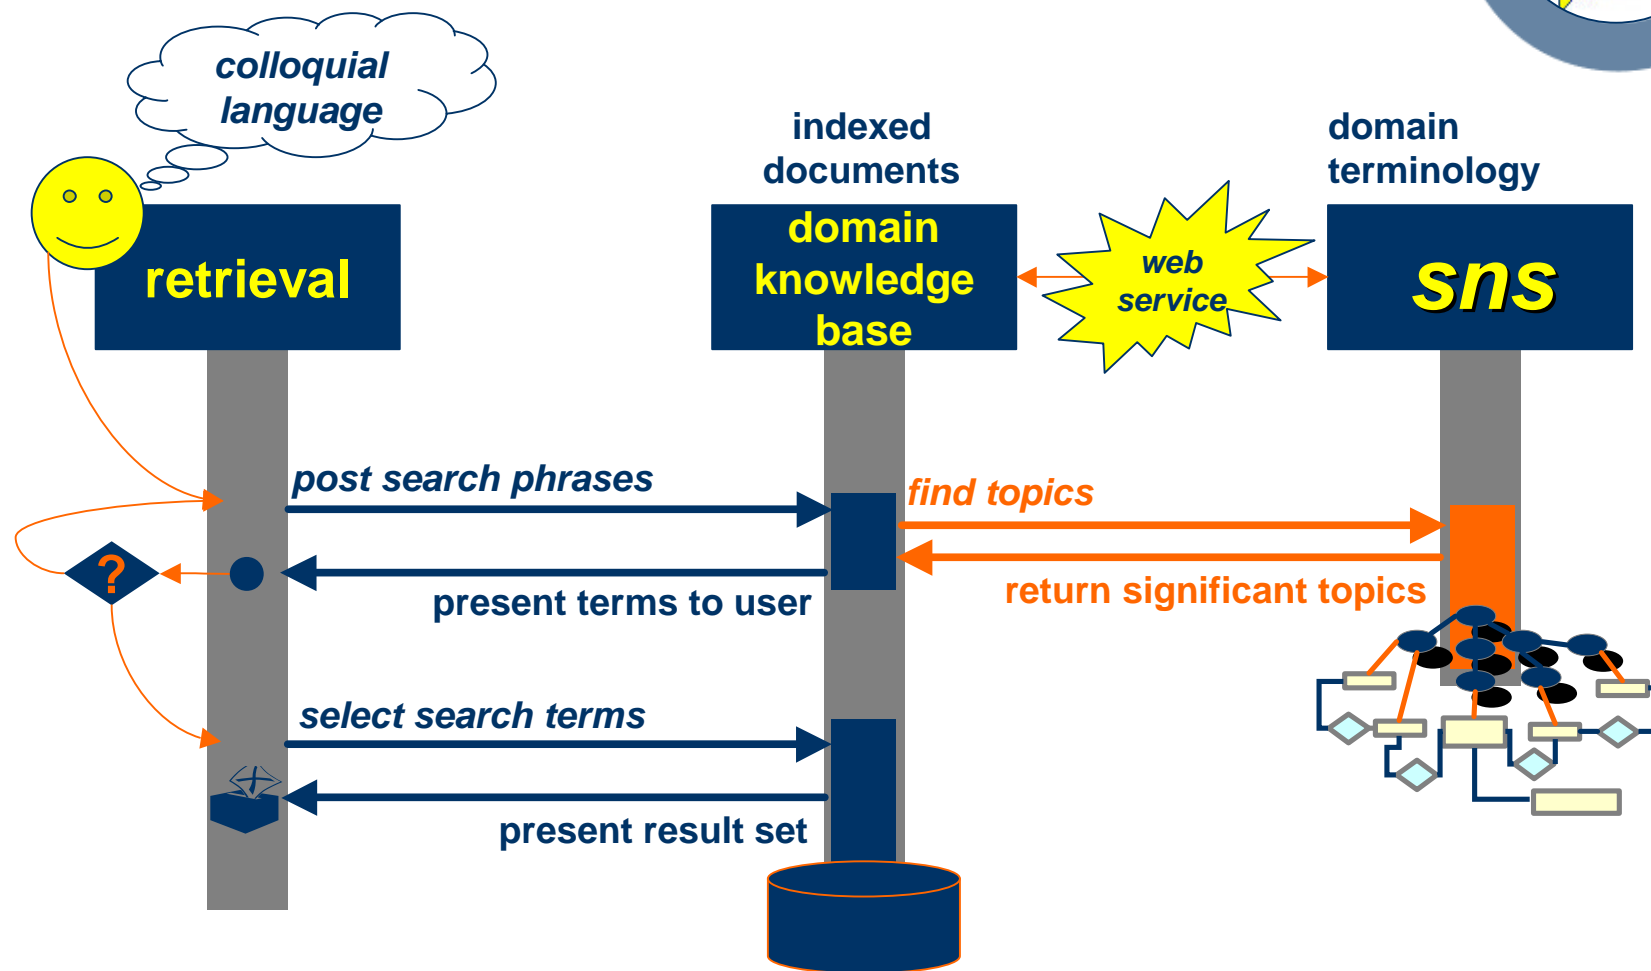 colloquial
language
indexed
documents
domain
terminology
retrieval
domain
knowledge
base
web
service
sns
post search phrases
find topics
?
present terms to user
return significant topics
select search terms
present result set